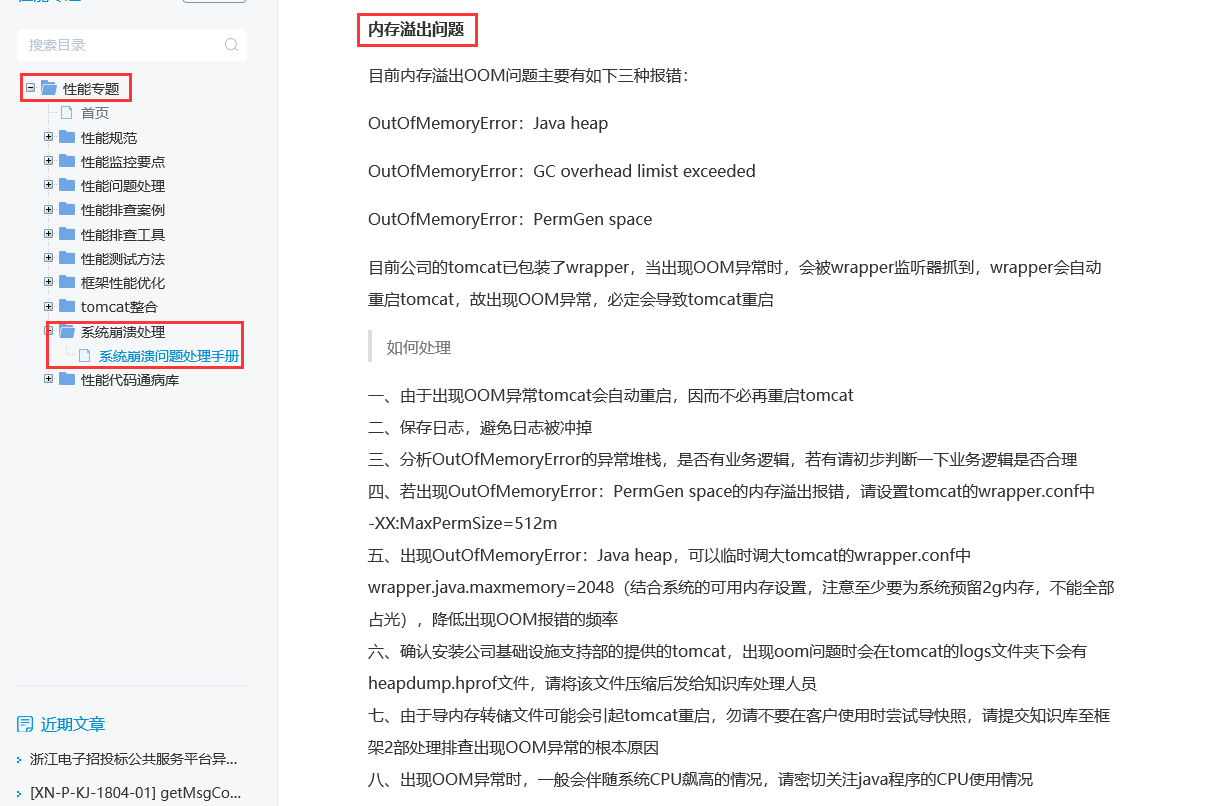 搜索目录
性能专题
首页
性能规范
性能监控要点
性能问题处理
性能排查案例
性能排查工具
性能测试方法
框架性能优化
tomcat整合
系统崩溃处理
系统崩溃问题处理手册
性能代码通病库
近期文章
浙江电子招投标公共服务平台异...
[XN-P-KJ-1804-01] getMsgCo...
内存溢出问题
目前内存溢出OOM问题主要有如下三种报错：
OutOfMemoryError：Java heap
OutOfMemoryError：GC overhead limist exceeded
OutOfMemoryError：PermGen space
目前公司的tomcat已包装了wrapper，当出现OOM异常时，会被wrapper监听器抓到，wrapper会自动
重启tomcat，故出现OOM异常，必定会导致tomcat重启
如何处理
一、由于出现OOM异常tomcat会自动重启，因而不必再重启tomcat
二、保存日志，避免日志被冲掉
三、分析OutOfMemoryError的异常堆栈，是否有业务逻辑，若有请初步判断一下业务逻辑是否合理
四、若出现OutOfMemoryError：PermGen space的内存溢出报错，请设置tomcat的wrapper.conf中
-XX:MaxPermSize=512m
五、出现OutOfMemoryError：Java heap，可以临时调大tomcat的wrapper.conf中
wrapper.java.maxmemory=2048（结合系统的可用内存设置，注意至少要为系统预留2g内存，不能全部
占光），降低出现OOM报错的频率
六、确认安装公司基础设施支持部的提供的tomcat，出现oom问题时会在tomcat的logs文件夹下会有
heapdump.hprof文件，请将该文件压缩后发给知识库处理人员
七、由于导内存转储文件可能会引起tomcat重启，勿请不要在客户使用时尝试导快照，请提交知识库至框
架2部处理排查出现OOM异常的根本原因
八、出现OOM异常时，一般会伴随系统CPU飙高的情况，请密切关注java程序的CPU使用情况